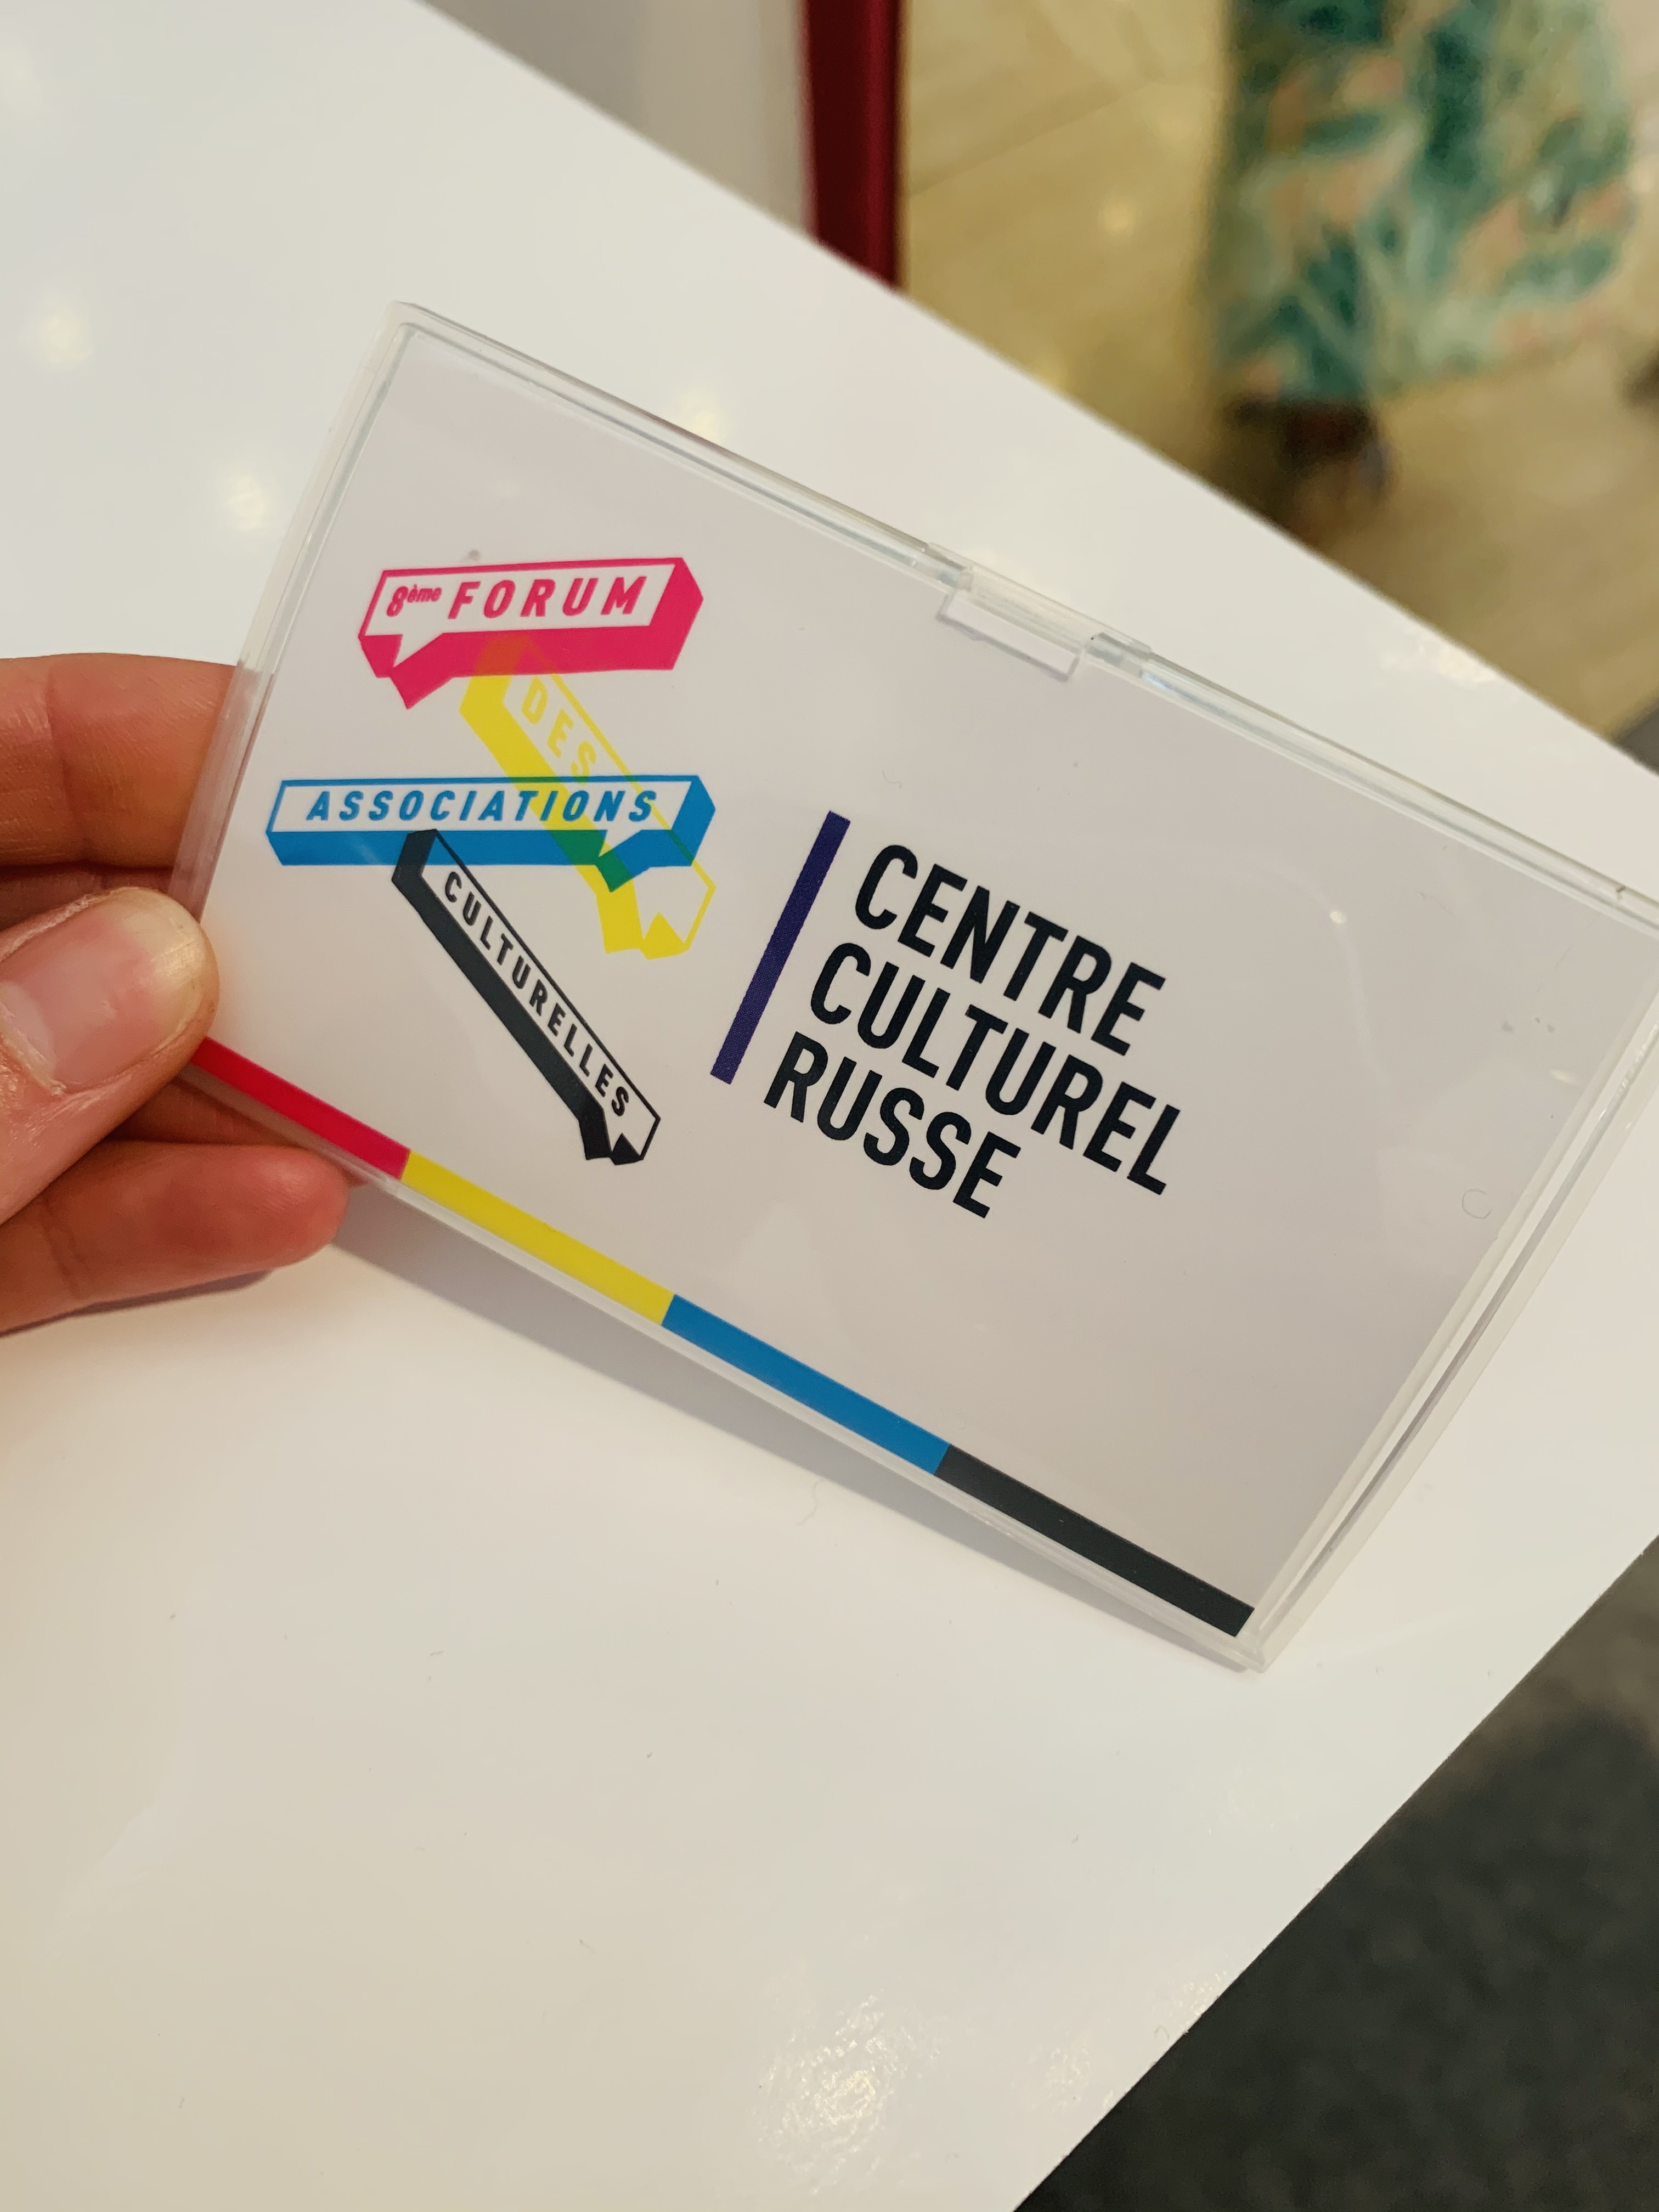 8ème FORUM
DES
ASSOCIATIONS
CULTURELLES
CENTRE
CULTUREL
RUSSE